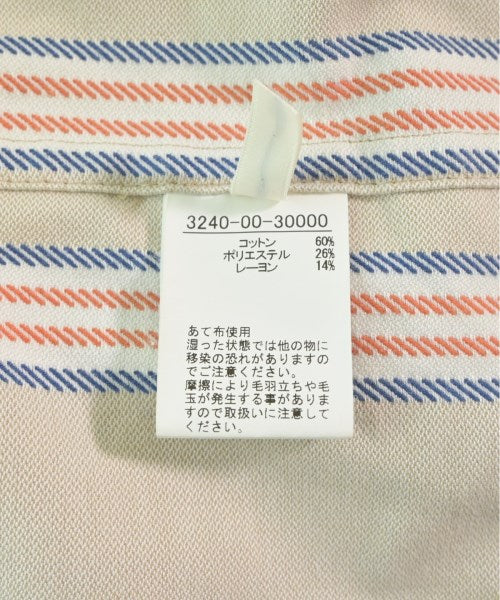 3240-00-30000
コットン 60%
ポリエステル 26%
レーヨン 14%
あて布使用
湿った状態では他の物に
移染の恐れがありますの
でご注意ください。
摩擦により毛羽立ちや毛
玉が発生する事がありま
すので取扱いに注意して
ください。